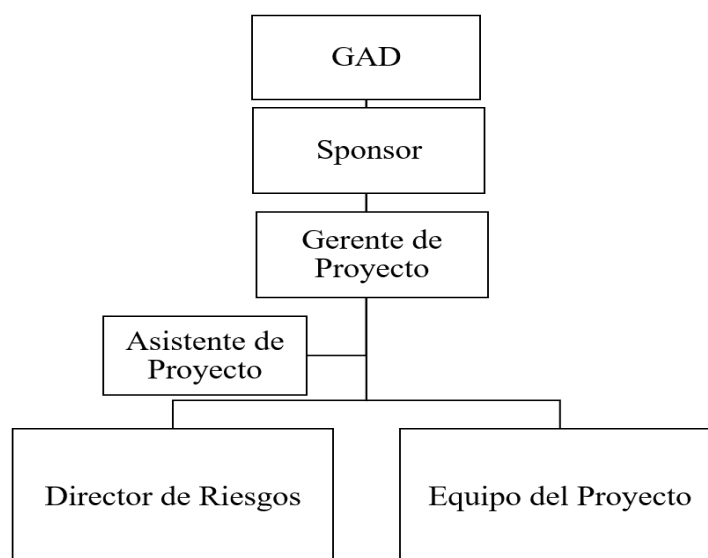 GAD
Sponsor
Gerente de
Proyecto
Asistente de
Proyecto
Director de Riesgos
Equipo del Proyecto